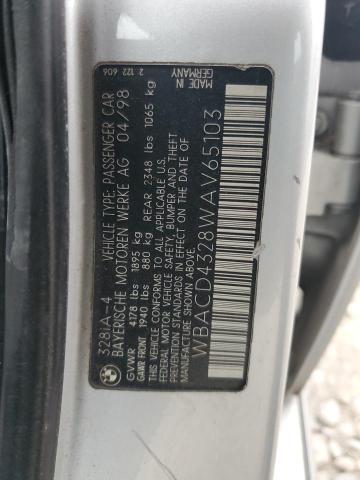 328iA-4 VEHICLE TYPE: PASSENGER CAR 2 122 606
BAYERISCHE MOTOREN WERKE AG 04/98
GVWR 4178 lbs 1895 kg
GAWR FRONT 1940 lbs 880 kg REAR 2348 lbs 1065 kg
THIS VEHICLE CONFORMS TO ALL APPLICABLE U.S.
FEDERAL MOTOR VEHICLE SAFETY, BUMPER AND THEFT
PREVENTION STANDARDS IN EFFECT ON THE DATE OF
MANUFACTURE SHOWN ABOVE.
MADE IN
GERMANY
WBACD4328WAV65103